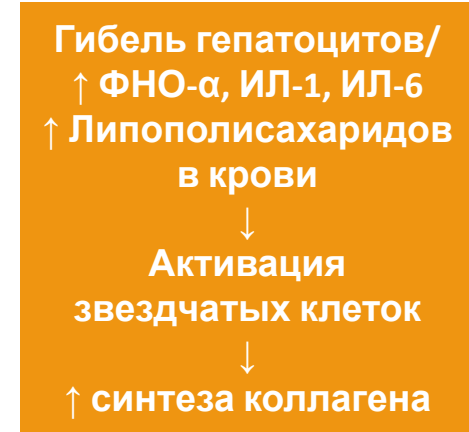 Гибель гепатоцитов/
↑ ФНО-α, ИЛ-1, ИЛ-6
↑ Липополисахаридов
в крови
↓
Активация
звездчатых клеток
↓
↑ синтеза коллагена